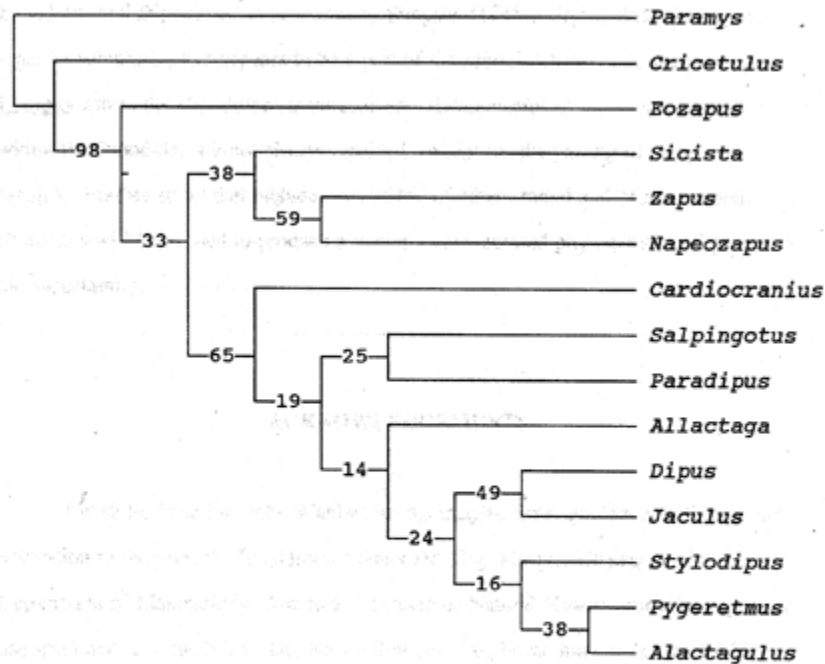 Paramys
Cricetulus
Eozapus
98
Sicista
38
Zapus
59
Napeozapus
33
Cardiocranius
Salpingotus
65
25
Paradipus
19
Allactaga
14
Dipus
49
Jaculus
24
Stylodipus
16
Pygeretmus
38
Alactagulus